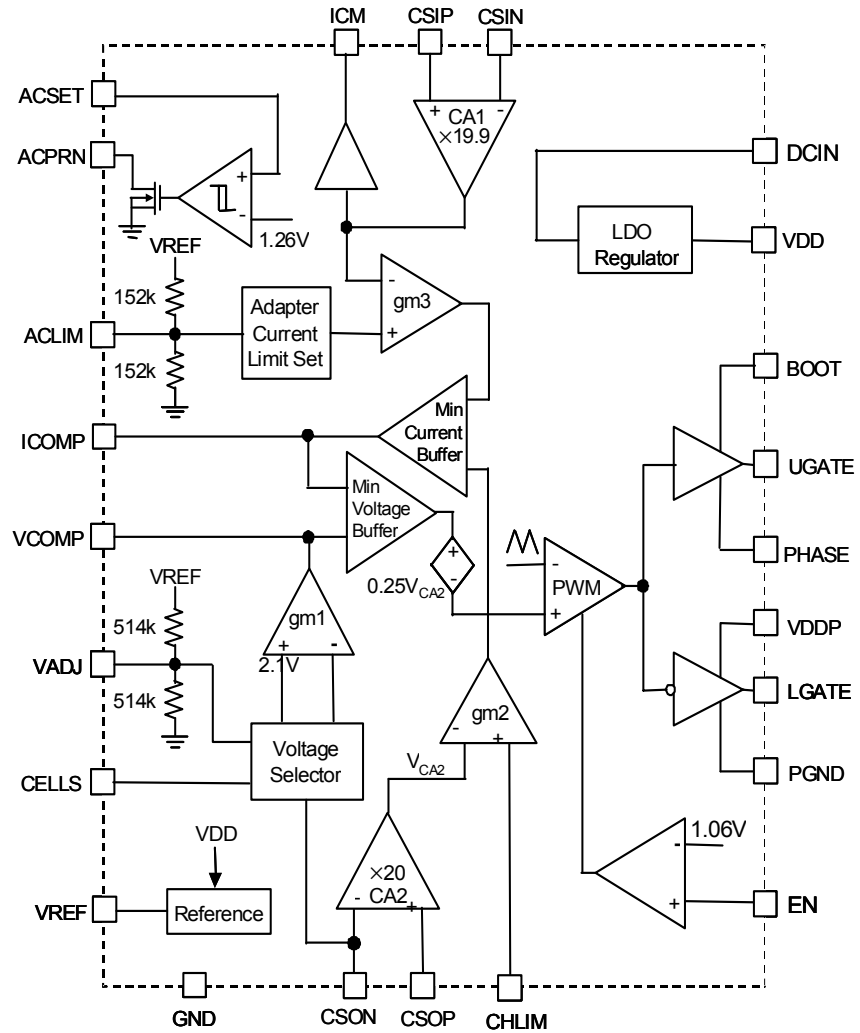 ICM
CSIP
CSIN
ACSET
ACPRN
+
-
1.26V
+
-
CA1
×19.9
DCIN
LDO
Regulator
VDD
VREF
152k
ACLIM
152k
Adapter
Current
Limit Set
-
gm3
+
BOOT
Min
Current
Buffer
ICOMP
UGATE
Min
Voltage
Buffer
VCOMP
+
-
0.25VCA2
-
PWM
+
PHASE
VREF
514k
gm1
+
-
2.1V
VDDP
VADJ
514k
LGATE
gm2
-
+
Voltage
Selector
VCA2
PGND
CELLS
VDD
×20
CA2
-
+
1.06V
-
+
EN
VREF
Reference
GND
CSON
CSOP
CHLIM